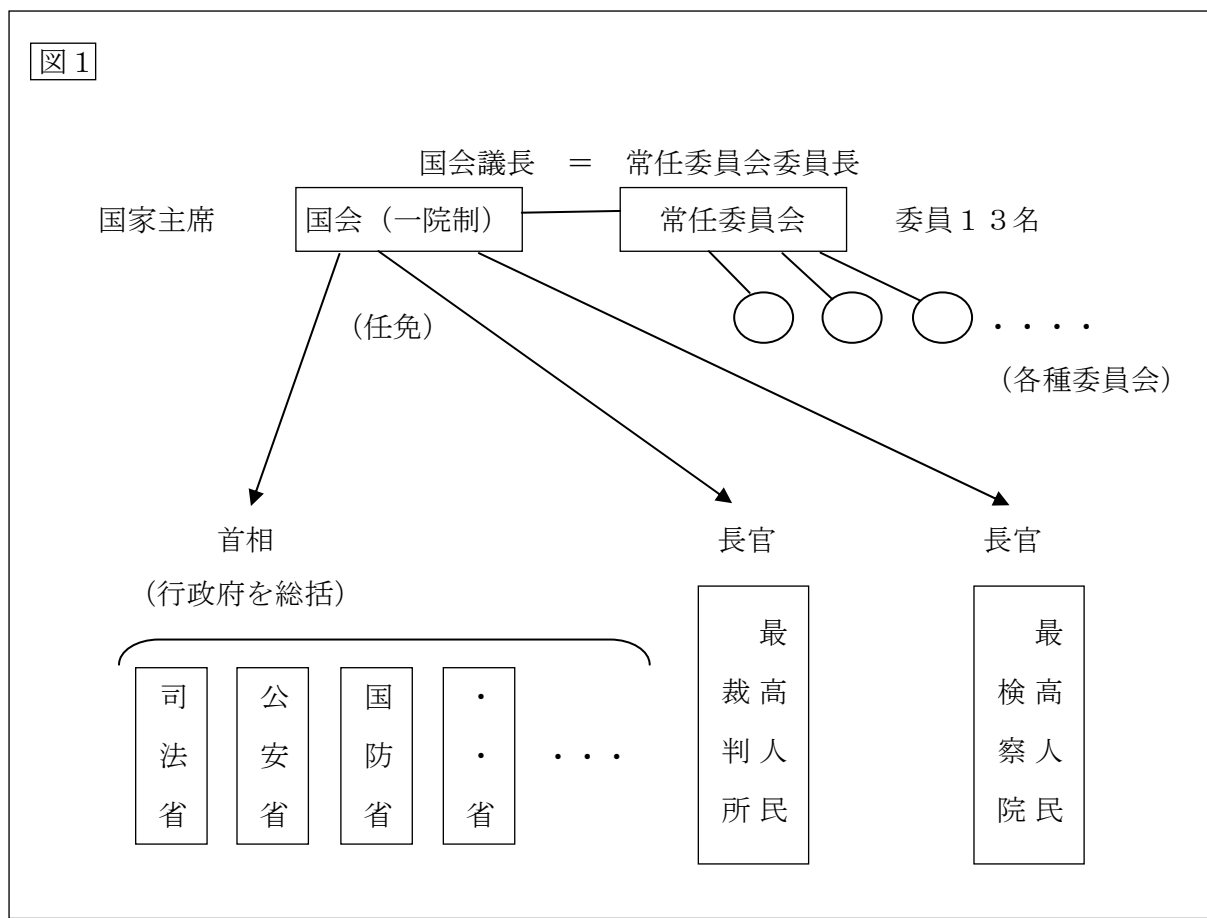 図1
国会議長 = 常任委員会委員長
国家主席
国会(一院制)
常任委員会
委員13名
(任免)
・・・・
(各種委員会)
首相
長官
長官
(行政府を総括)
司法省
公安省
国防省
・・省
・・・
最高人民裁判所
最高人民検察院